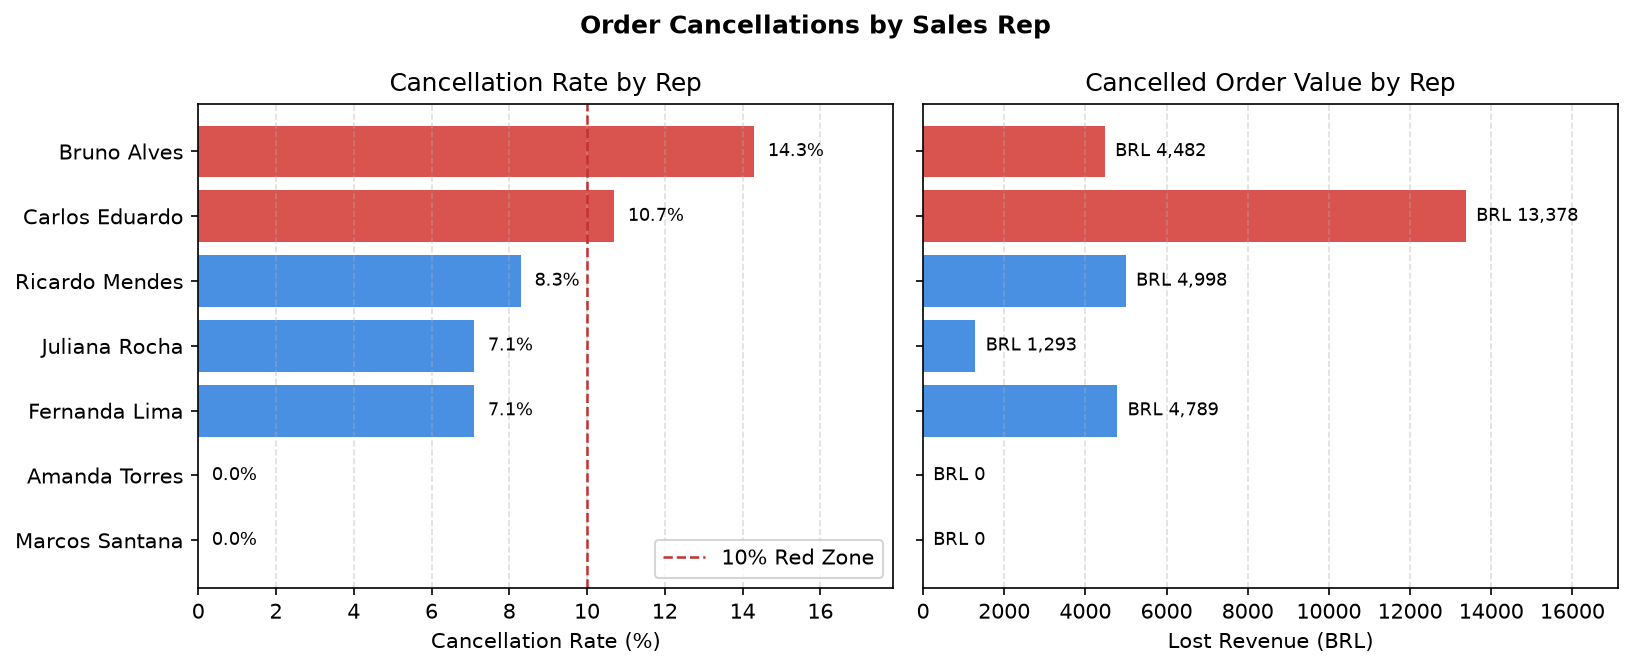 Order Cancellations by Sales Rep
Cancellation Rate by Rep
Bruno Alves
14.3%
Carlos Eduardo
10.7%
Ricardo Mendes
8.3%
Juliana Rocha
7.1%
Fernanda Lima
7.1%
Amanda Torres
0.0%
Marcos Santana
0.0%
10% Red Zone
0 2 4 6 8 10 12 14 16
Cancellation Rate (%)
Cancelled Order Value by Rep
BRL 4,482
BRL 13,378
BRL 4,998
BRL 1,293
BRL 4,789
BRL 0
BRL 0
0 2000 4000 6000 8000 10000 12000 14000 16000
Lost Revenue (BRL)